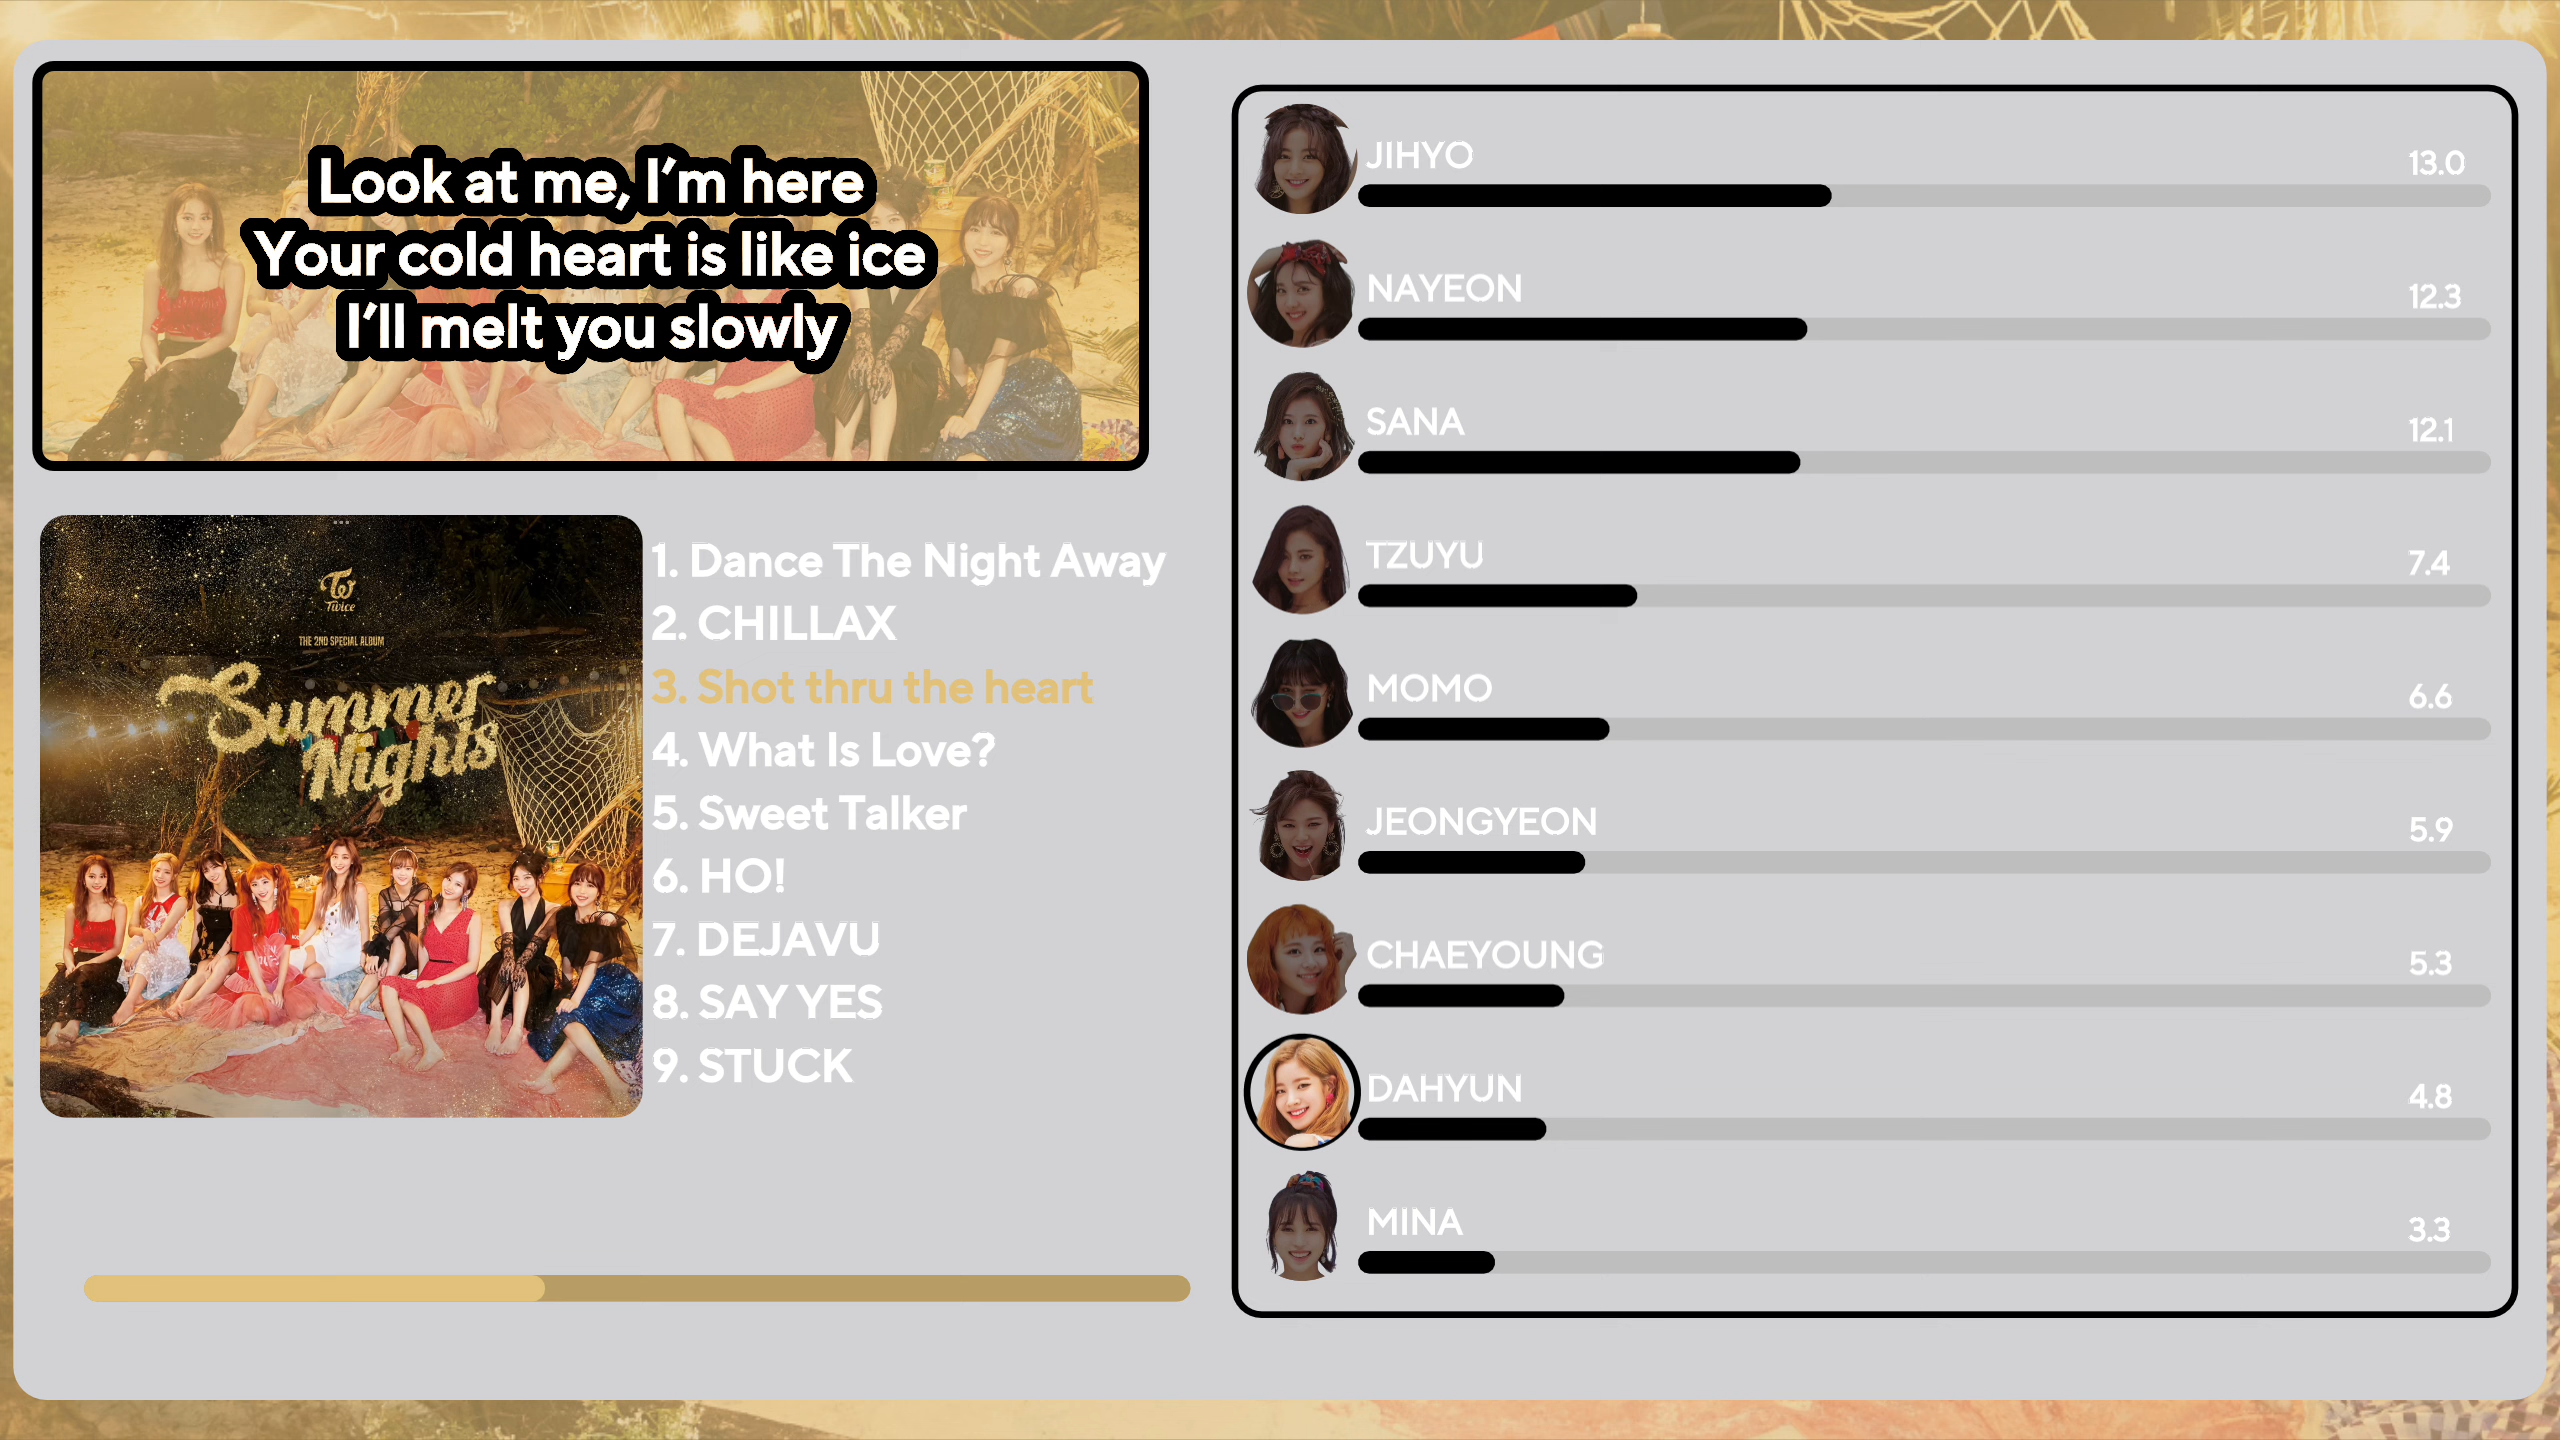 Look at me, I'm here
Your cold heart is like ice
I'll melt you slowly
Twice
THE 2ND SPECIAL ALBUM
Summer
Nights
1. Dance The Night Away
2. CHILLAX
3. Shot thru the heart
4. What Is Love?
5. Sweet Talker
6. HO!
7. DEJAVU
8. SAY YES
9. STUCK
JIHYO 13.0
NAYEON 12.3
SANA 12.1
TZUYU 7.4
MOMO 6.6
JEONGYEON 5.9
CHAEYOUNG 5.3
DAHYUN 4.8
MINA 3.3